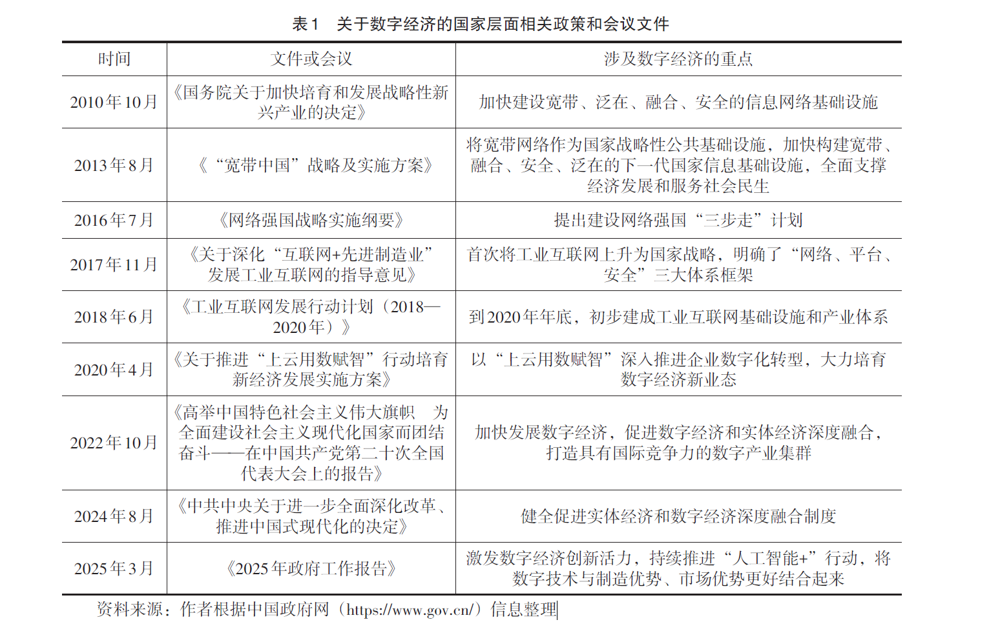 表1 关于数字经济的国家层面相关政策和会议文件
时间 文件或会议 涉及数字经济的重点
2010年10月
《国务院关于加快培育和发展战略性新
兴产业的决定》
加快建设宽带、泛在、融合、安全的信息网络基础设施
2013年8月
《“宽带中国”战略及实施方案》
将宽带网络作为国家战略性公共基础设施，加快构建宽带、
融合、安全、泛在的下一代国家信息基础设施，全面支撑
经济发展和服务社会民生
2016年7月
《网络强国战略实施纲要》
提出建设网络强国“三步走”计划
2017年11月
《关于深化“互联网+先进制造业”
发展工业互联网的指导意见》
首次将工业互联网上升为国家战略，明确了“网络、平台、
安全”三大体系框架
2018年6月
《工业互联网发展行动计划（2018—
2020年）》
到2020年年底，初步建成工业互联网基础设施和产业体系
2020年4月
《关于推进“上云用数赋智”行动培育
新经济发展实施方案》
以“上云用数赋智”深入推进企业数字化转型，大力培育
数字经济新业态
2022年10月
《高举中国特色社会主义伟大旗帜 为
全面建设社会主义现代化国家而团结
奋斗——在中国共产党第二十次全国
代表大会上的报告》
加快发展数字经济，促进数字经济和实体经济深度融合，
打造具有国际竞争力的数字产业集群
2024年8月
《中共中央关于进一步全面深化改革、
推进中国式现代化的决定》
健全促进实体经济和数字经济深度融合制度
2025年3月
《2025年政府工作报告》
激发数字经济创新活力，持续推进“人工智能+”行动，将
数字技术与制造优势、市场优势更好结合起来
资料来源：作者根据中国政府网（https://www.gov.cn/）信息整理